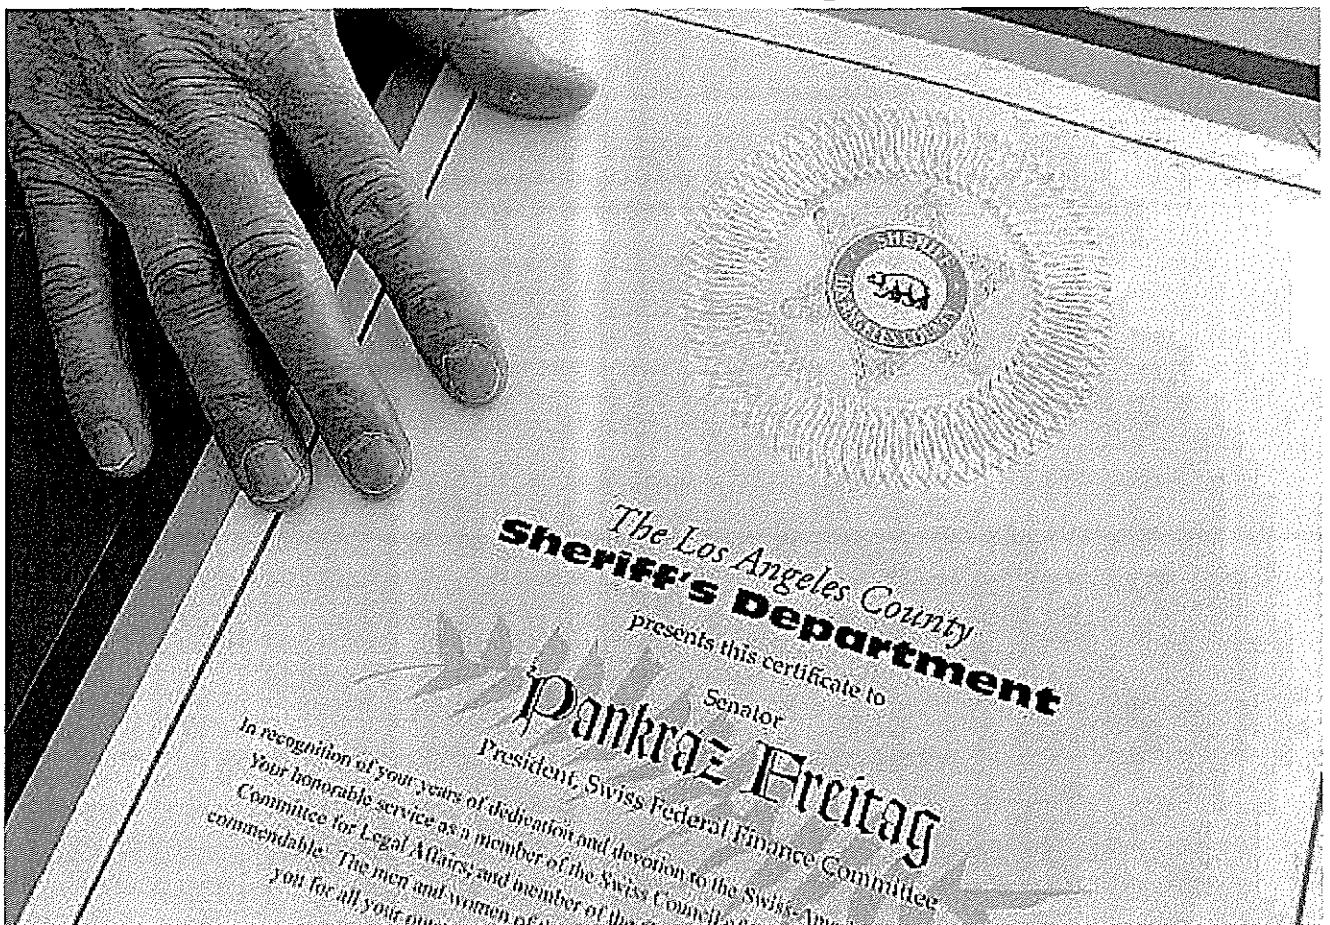 SHERIFF
The Los Angeles County
Sheriff's Department
presents this certificate to
Senator
Pankraz Freitag
President, Swiss Federal Finance Committee
In recognition of your years of dedication and devotion to the Swiss-
Your honorable service as a member of the Swiss Council
Committee for Legal Affairs, and member of the
commendable. The men and women of
you for all your